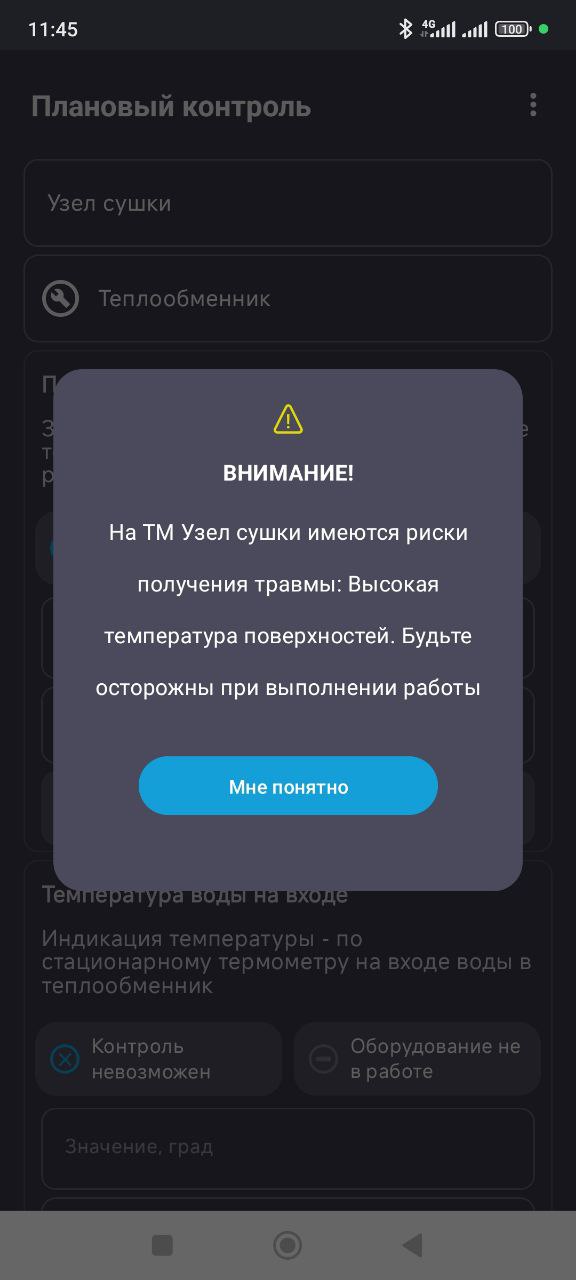 11:45
4G
100
Плановый контроль
Узел сушки
Теплообменник
ВНИМАНИЕ!
На ТМ Узел сушки имеются риски
получения травмы: Высокая
температура поверхностей. Будьте
осторожны при выполнении работы
Мне понятно
Температура воды на входе
Индикация температуры - по
стационарному термометру на входе воды в
теплообменник
Контроль
невозможен
Оборудование не
в работе
Значение, град